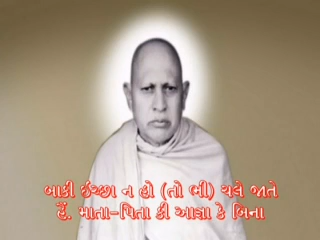 બાકી ઇચ્છા ન હો (તો ભી) ચલે જાતે
હૈં. માતા-પિતા કી આજ્ઞા કે બિના